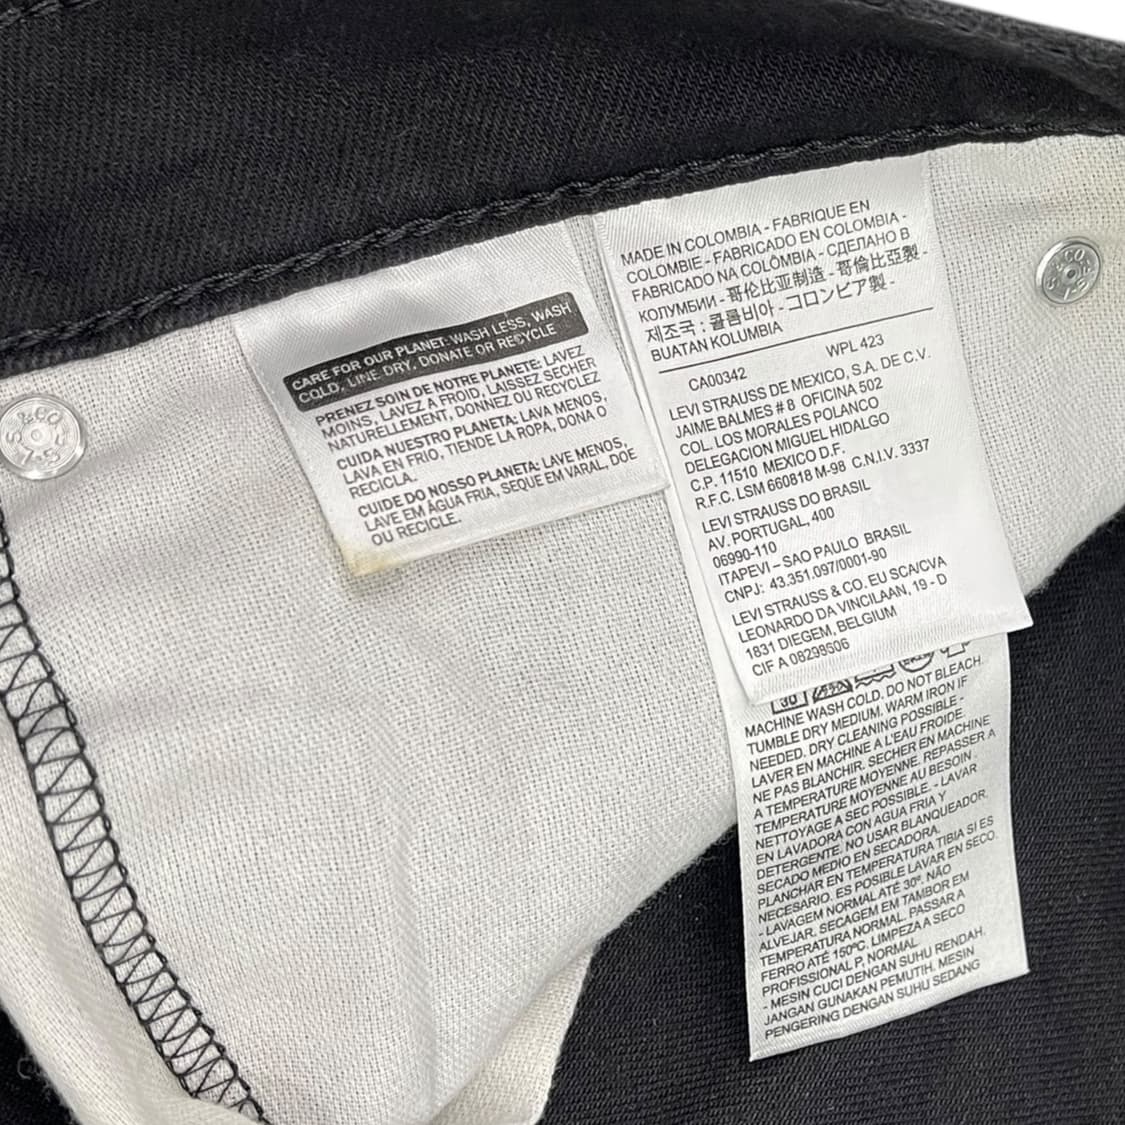 CARE FOR OUR PLANET: WASH LESS, WASH
COLD, LINE DRY, DONATE OR RECYCLE
PRENEZ SOIN DE NOTRE PLANETE: LAVEZ
MOINS, LAVEZ A FROID, LAISSEZ SECHER
NATURELLEMENT, DONNEZ OU RECYCLEZ
CUIDA NUESTRO PLANETA: LAVA MENOS,
LAVA EN FRIO, TIENDE LA ROPA, DONA O
RECICLA.
CUIDE DO NOSSO PLANETA: LAVE MENOS,
LAVE EM ÁGUA FRIA, SEQUE EM VARAL, DOE
OU RECICLE.
MADE IN COLOMBIA - FABRIQUE EN
COLOMBIE - FABRICADO EN COLOMBIA -
FABRICADO NA COLÔMBIA - СДЕЛАНО В
КОЛУМБИИ - 哥伦比亚制造 - 哥倫比亞製 -
제조국 : 콜롬비아 - コロンビア製 -
BUATAN KOLUMBIA
WPL 423
CA00342
LEVI STRAUSS DE MEXICO, S.A. DE C.V.
JAIME BALMES # 8 OFICINA 502
COL. LOS MORALES POLANCO
DELEGACION MIGUEL HIDALGO
C.P. 11510 MEXICO D.F.
R.F.C. LSM 660818 M-98 C.N.I.V. 3337
LEVI STRAUSS DO BRASIL
AV. PORTUGAL, 400
06990-110
ITAPEVI – SAO PAULO BRASIL
CNPJ: 43.351.097/0001-90
LEVI STRAUSS & CO. EU SCA/CVA
LEONARDO DA VINCILAAN, 19 - D
1831 DIEGEM, BELGIUM
CIF A 08298506
30
MACHINE WASH COLD. DO NOT BLEACH.
TUMBLE DRY MEDIUM. WARM IRON IF
NEEDED. DRY CLEANING POSSIBLE -
LAVER EN MACHINE A L'EAU FROIDE.
NE PAS BLANCHIR. SECHER EN MACHINE
A TEMPERATURE MOYENNE. REPASSER A
TEMPERATURE MOYENNE AU BESOIN.
NETTOYAGE A SEC POSSIBLE. - LAVAR
EN LAVADORA CON AGUA FRIA Y
DETERGENTE. NO USAR BLANQUEADOR.
SECADO MEDIO EN SECADORA.
PLANCHAR EN TEMPERATURA TIBIA SI ES
NECESARIO. ES POSIBLE LAVAR EN SECO.
- LAVAGEM NORMAL ATÉ 30º. NÃO
ALVEJAR. SECAGEM EM TAMBOR EM
TEMPERATURA NORMAL. PASSAR A
FERRO ATÉ 150ºC. LIMPEZA A SECO
PROFISSIONAL P, NORMAL.
- MESIN CUCI DENGAN SUHU RENDAH.
JANGAN GUNAKAN PEMUTIH. MESIN
PENGERING DENGAN SUHU SEDANG